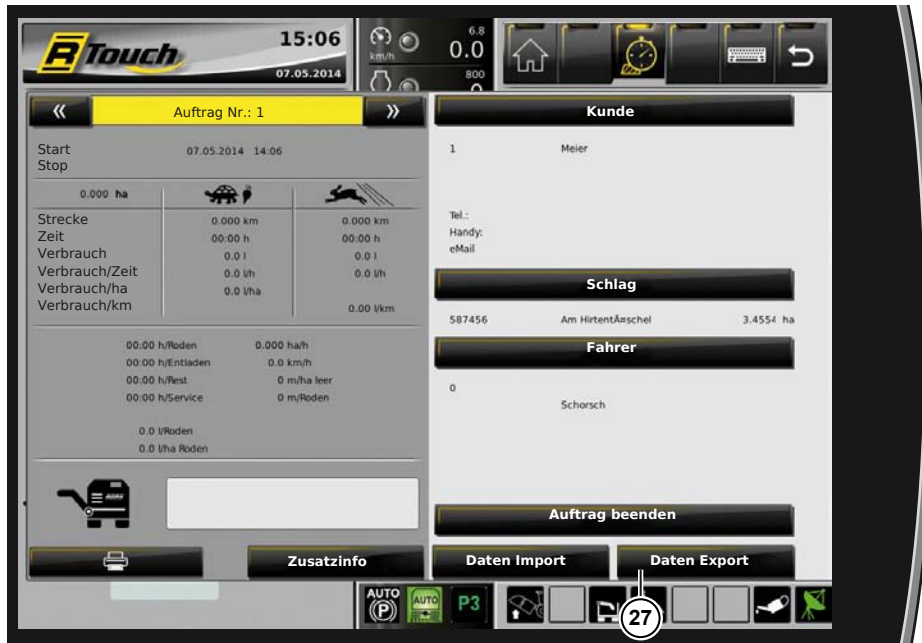 R Touch
15:06
07.05.2014
km/h
6.8
0.0
800
«
Auftrag Nr.: 1
»
Start 07.05.2014 14:06
Stop
0.000 ha
Strecke 0.000 km 0.000 km
Zeit 00:00 h 00:00 h
Verbrauch 0.0 l 0.0 l
Verbrauch/Zeit 0.0 l/h 0.0 l/h
Verbrauch/ha 0.0 l/ha
Verbrauch/km 0.00 l/km
00:00 h/Roden 0.000 ha/h
00:00 h/Entladen 0.0 km/h
00:00 h/Rest 0 m/ha leer
00:00 h/Service 0 m/Roden
0.0 l/Roden
0.0 l/ha Roden
Zusatzinfo
Kunde
1 Meier
Tel.:
Handy:
eMail
Schlag
587456 Am HirtentÃ¤schel 3.4554 ha
Fahrer
0
Schorsch
Auftrag beenden
Daten Import
Daten Export
AUTO
(P)
AUTO
P3
27